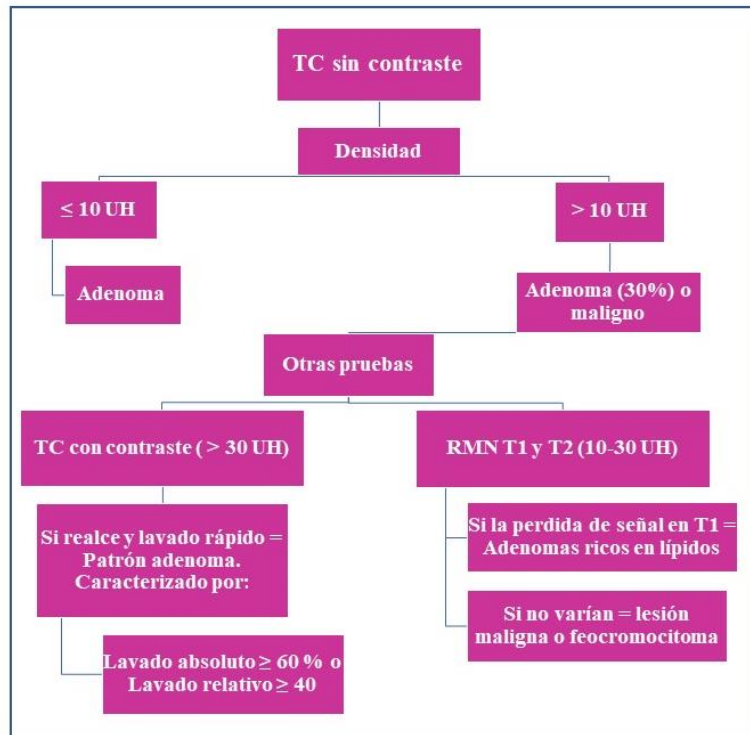 TC sin contraste
Densidad
≤ 10 UH
> 10 UH
Adenoma
Adenoma (30%) o
maligno
Otras pruebas
TC con contraste ( > 30 UH)
RMN T1 y T2 (10-30 UH)
Si realce y lavado rápido =
Patrón adenoma.
Caracterizado por:
Si la perdida de señal en T1 =
Adenomas ricos en lípidos
Si no varían = lesión
maligna o feocromocitoma
Lavado absoluto ≥ 60 % o
Lavado relativo ≥ 40